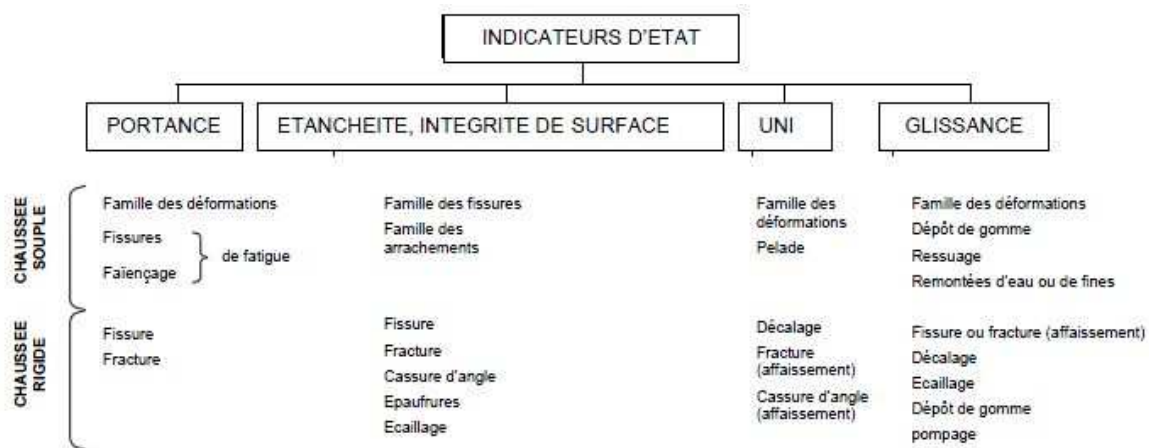 INDICATEURS D'ETAT
PORTANCE
ETANCHEITE, INTEGRITE DE SURFACE
UNI
GLISSANCE
CHAUSSEE
SOUPLE
Famille des déformations
Fissures
Faïençage
de fatigue
Famille des fissures
Famille des
arrachements
Famille des
déformations
Pelade
Famille des déformations
Dépôt de gomme
Ressuage
Remontées d'eau ou de fines
CHAUSSEE
RIGIDE
Fissure
Fracture
Fissure
Fracture
Cassure d'angle
Epaufrures
Ecaillage
Décalage
Fracture
(affaissement)
Cassure d'angle
(affaissement)
Fissure ou fracture (affaissement)
Décalage
Ecaillage
Dépôt de gomme
pompage